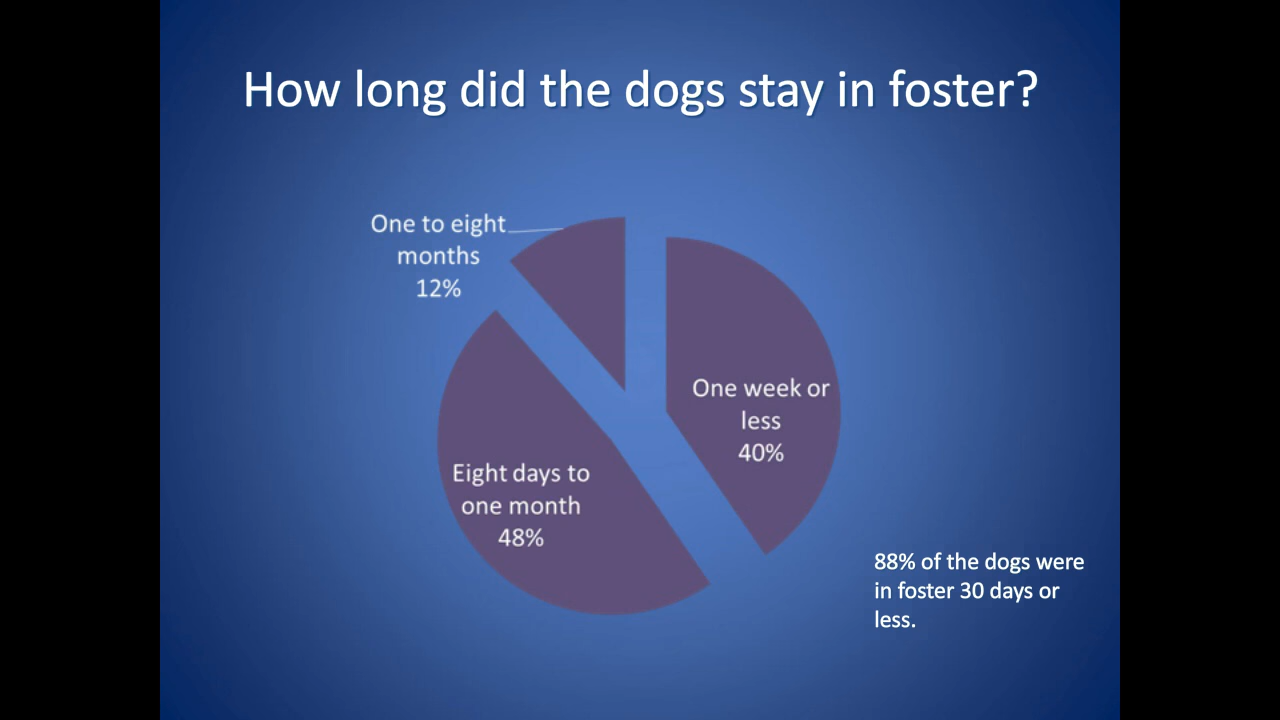 How long did the dogs stay in foster?
One to eight
months
12%
One week or
less
40%
Eight days to
one month
48%
88% of the dogs were
in foster 30 days or
less.